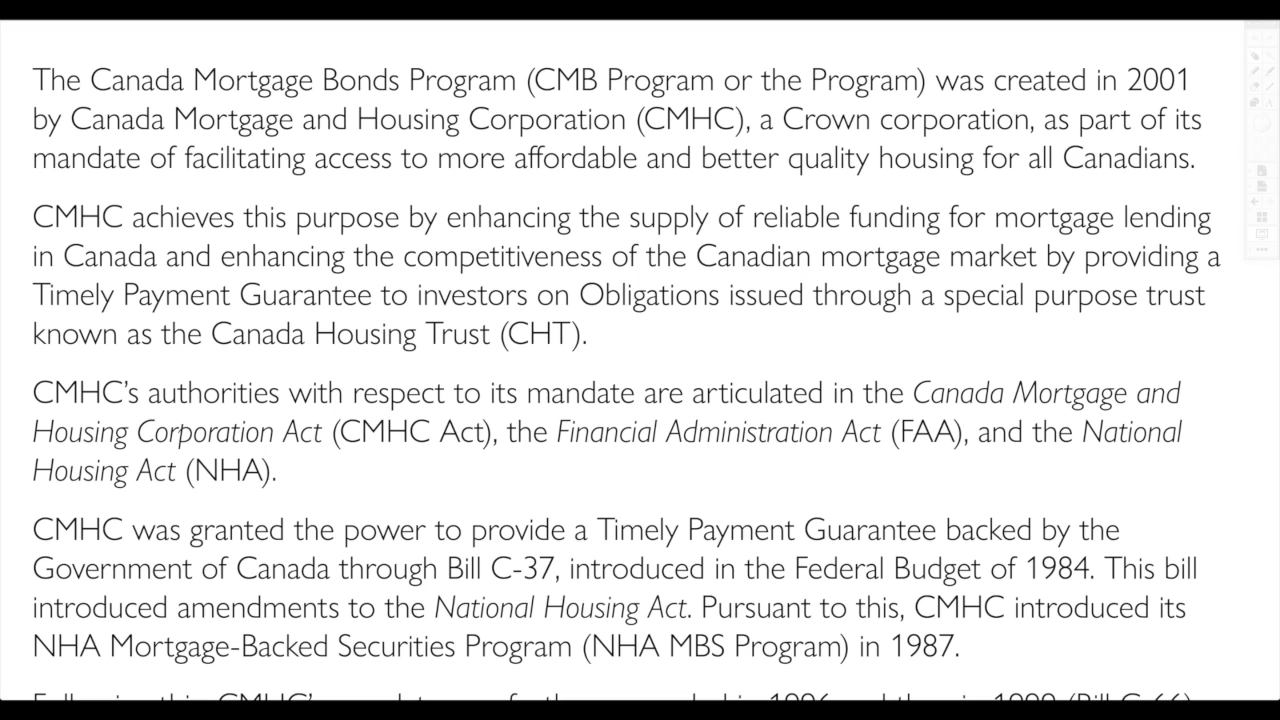 The Canada Mortgage Bonds Program (CMB Program or the Program) was created in 2001
by Canada Mortgage and Housing Corporation (CMHC), a Crown corporation, as part of its
mandate of facilitating access to more affordable and better quality housing for all Canadians.
CMHC achieves this purpose by enhancing the supply of reliable funding for mortgage lending
in Canada and enhancing the competitiveness of the Canadian mortgage market by providing a
Timely Payment Guarantee to investors on Obligations issued through a special purpose trust
known as the Canada Housing Trust (CHT).
CMHC’s authorities with respect to its mandate are articulated in the Canada Mortgage and
Housing Corporation Act (CMHC Act), the Financial Administration Act (FAA), and the National
Housing Act (NHA).
CMHC was granted the power to provide a Timely Payment Guarantee backed by the
Government of Canada through Bill C-37, introduced in the Federal Budget of 1984. This bill
introduced amendments to the National Housing Act. Pursuant to this, CMHC introduced its
NHA Mortgage-Backed Securities Program (NHA MBS Program) in 1987.